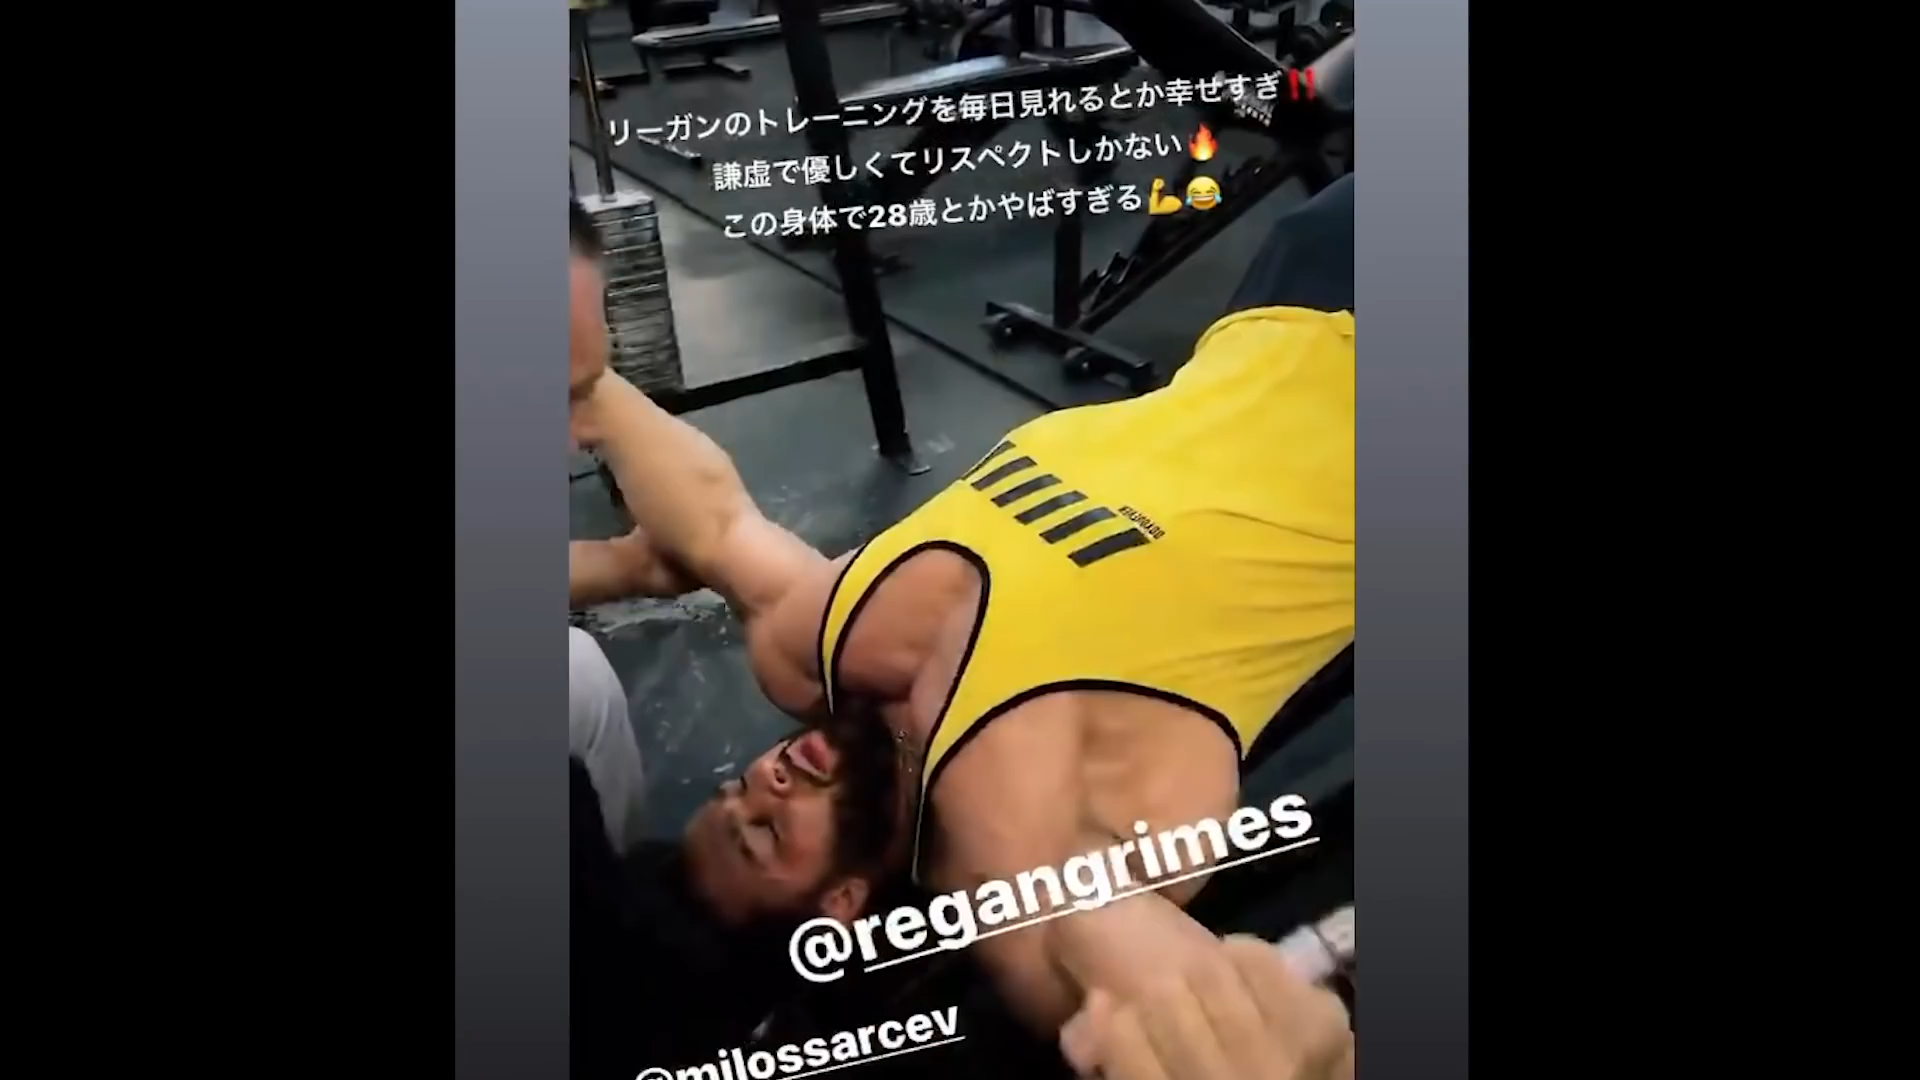 リーガンのトレーニングを毎日見れるとか幸せすぎ‼️
謙虚で優しくてリスペクトしかない🔥
この身体で28歳とかやばすぎる💪😂
@regangrimes
@milossarcev